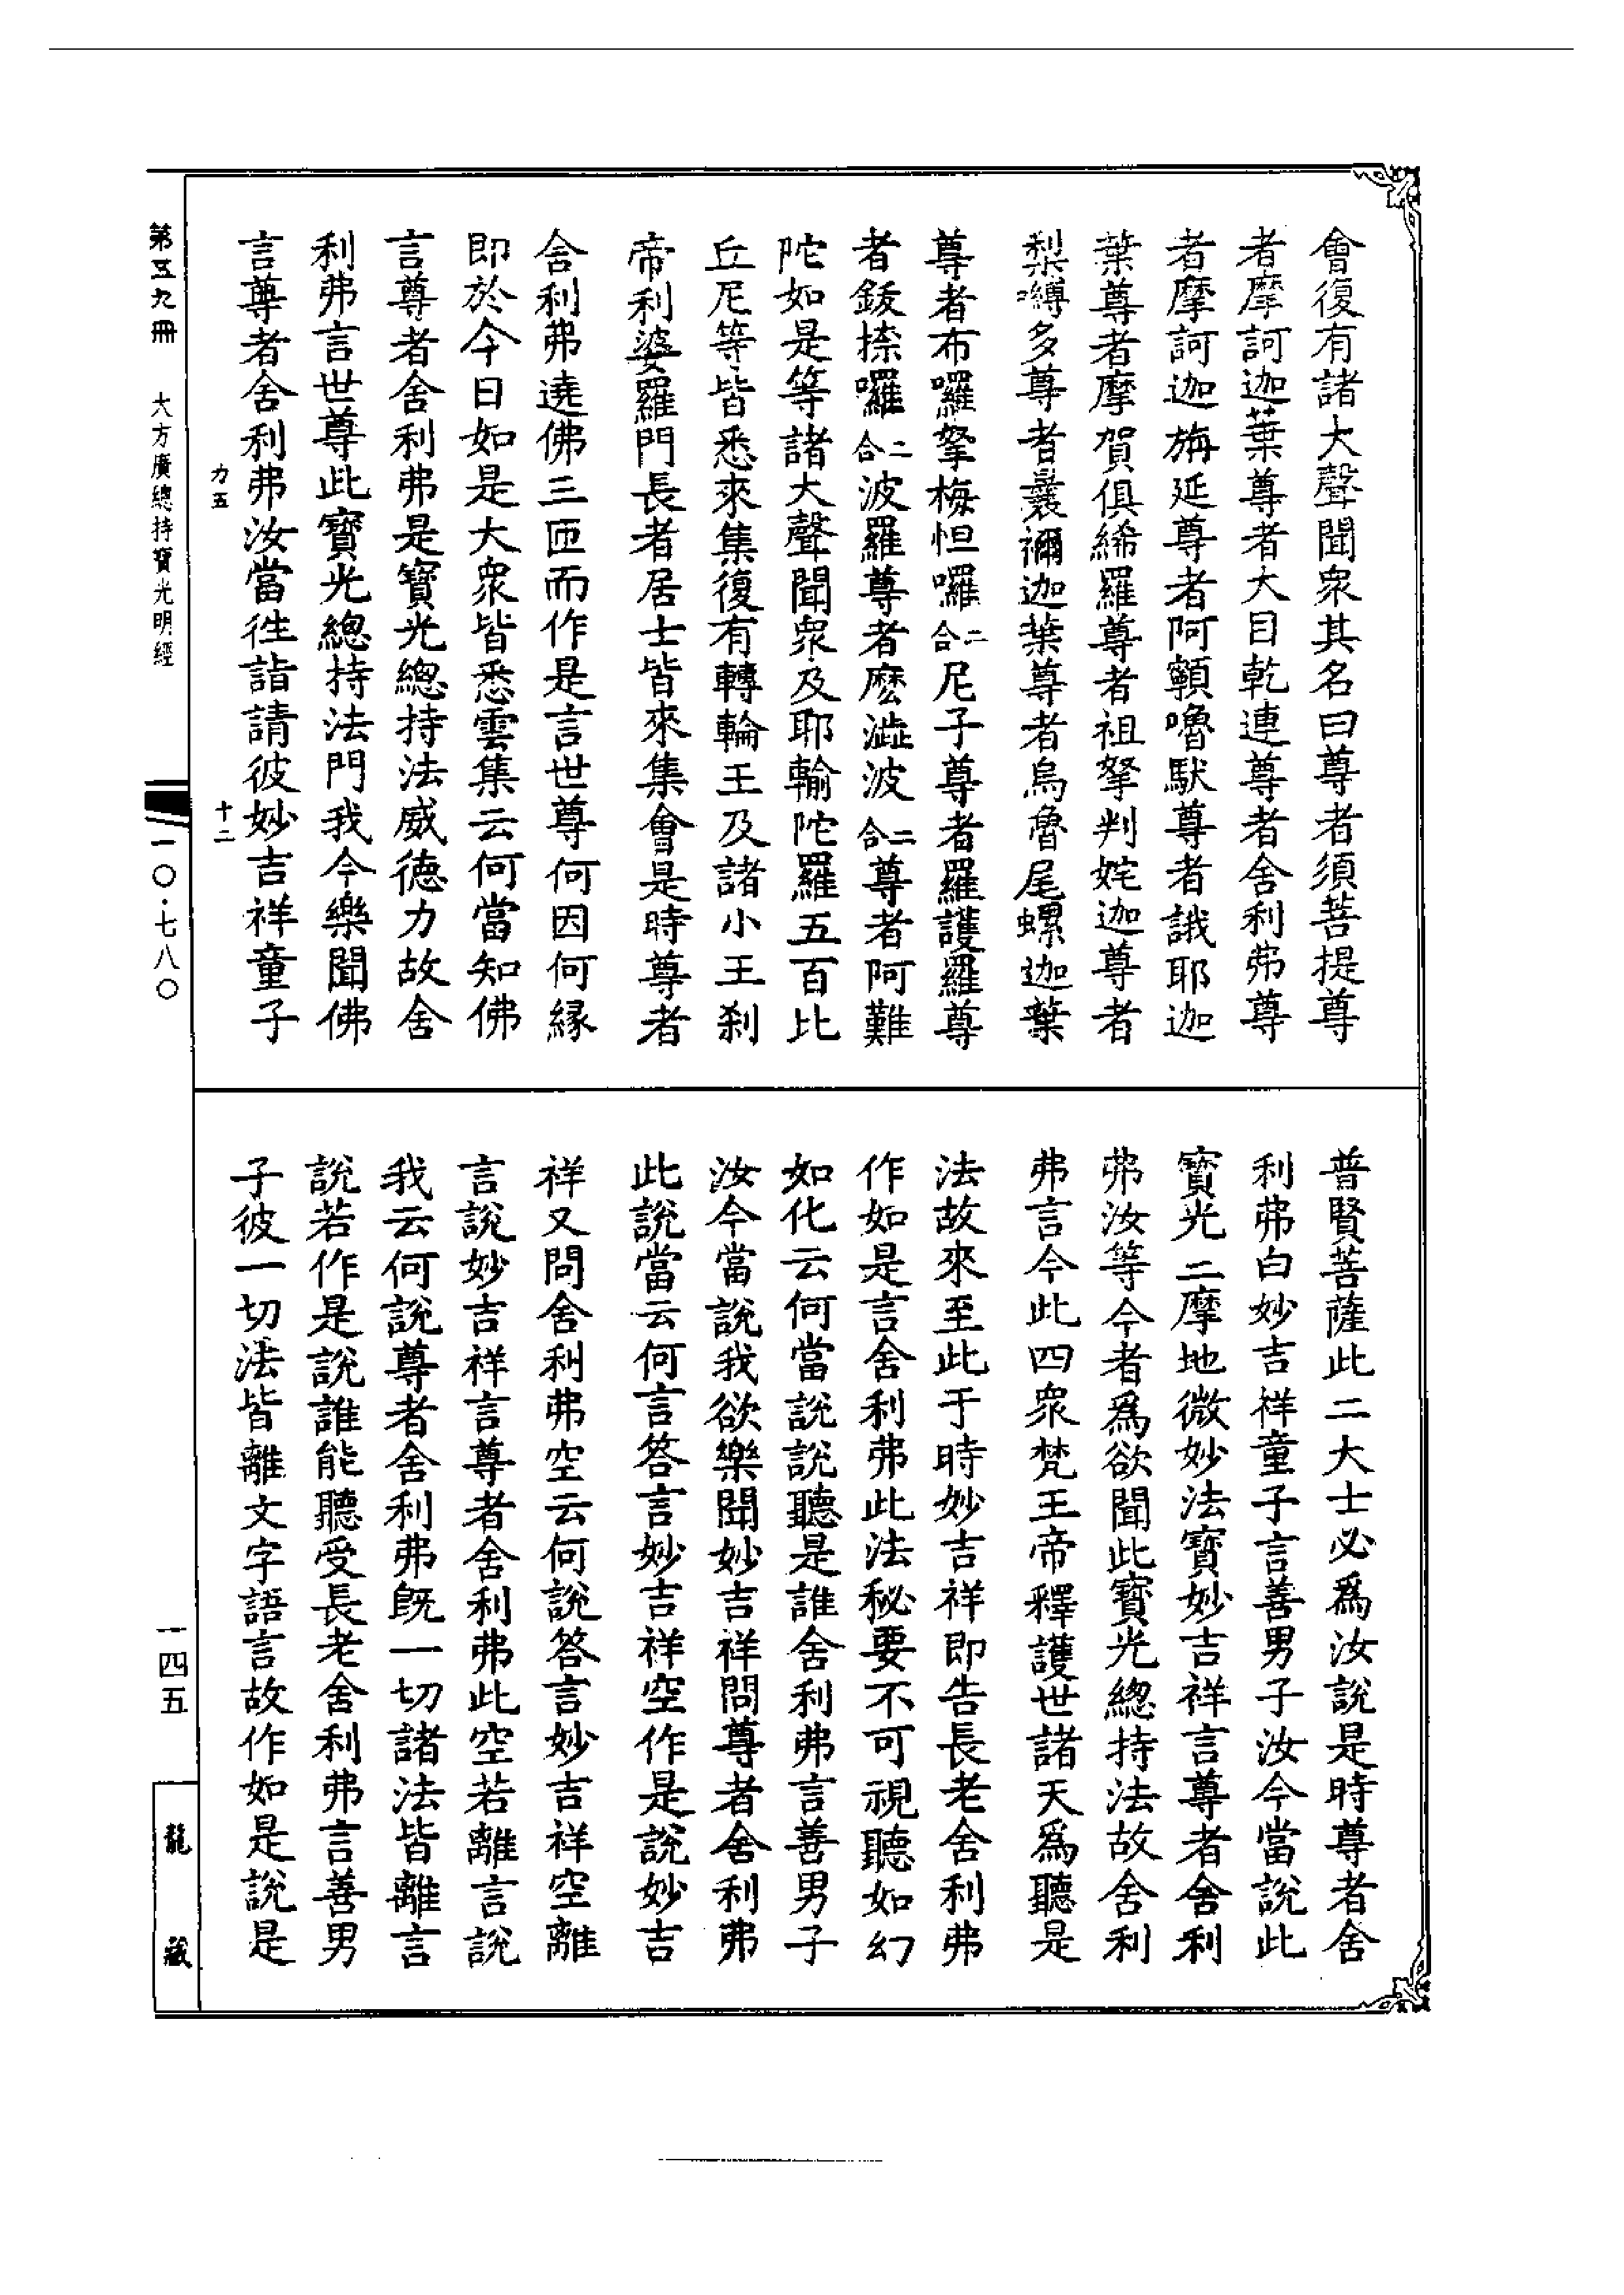 會復有諸大聲聞衆其名曰尊者須菩提尊
者摩訶迦葉尊者大目乾連尊者舍利弗尊
者摩訶迦旃延尊者阿顐嚕馱尊者誐耶迦
葉尊者摩賀俱絺羅尊者祖拏判姹迦尊者
梨嚩多尊者曩禰迦葉尊者烏魯尾螺迦葉
尊者布囉拏梅怛囉二合尼子尊者羅護羅尊
者鈸捺囉二合波羅尊者麽澁波二合尊者阿難
陀如是等諸大聲聞衆及耶輸陀羅五百比
丘尼等皆悉來集復有轉輪王及諸小王剎
帝利婆羅門長者居士皆來集會是時尊者
舍利弗遶佛三匝而作是言世尊何因何緣
即於今日如是大衆皆悉雲集云何當知佛
言尊者舍利弗是寶光總持法威德力故舍
利弗言世尊此寶光總持法門我今樂聞佛
言尊者舍利弗汝當徃詣請彼妙吉祥童子
普賢菩薩此二大士必爲汝說是時尊者舍
利弗白妙吉祥童子言善男子汝今當說此
寶光三摩地微妙法寶妙吉祥言尊者舍利
弗汝等今者爲欲聞此寶光總持法故舍利
弗言今此四衆梵王帝釋護世諸天爲聽是
法故來至此于時妙吉祥即告長老舍利弗
作如是言舍利弗此法秘要不可視聽如幻
如化云何當說說聽是誰舍利弗言善男子
汝今當說我欲樂聞妙吉祥問尊者舍利弗
此說當云何言答言妙吉祥空作是說妙吉
祥又問舍利弗空云何說答言妙吉祥空離
言說妙吉祥言尊者舍利弗此空若離言說
我云何說尊者舍利弗旣一切諸法皆離言
說若作是說誰能聽受長老舍利弗言善男
子彼一切法皆離文字語言故作如是說是
力五 十二
第五九冊 大方廣總持寶光明經 一〇·七八〇 一四五 龍藏